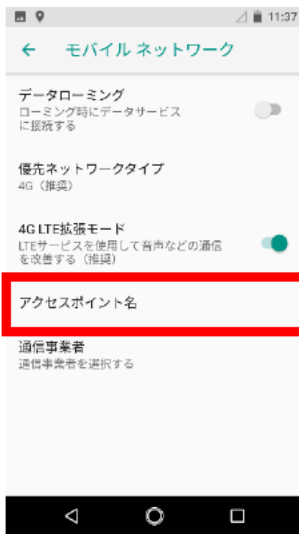 11:37
モバイル ネットワーク
データローミング
ローミング時にデータサービス
に接続する
優先ネットワークタイプ
4G（推奨）
4G LTE拡張モード
LTEサービスを使用して音声などの通信
を改善する（推奨）
アクセスポイント名
通信事業者
通信事業者を選択する